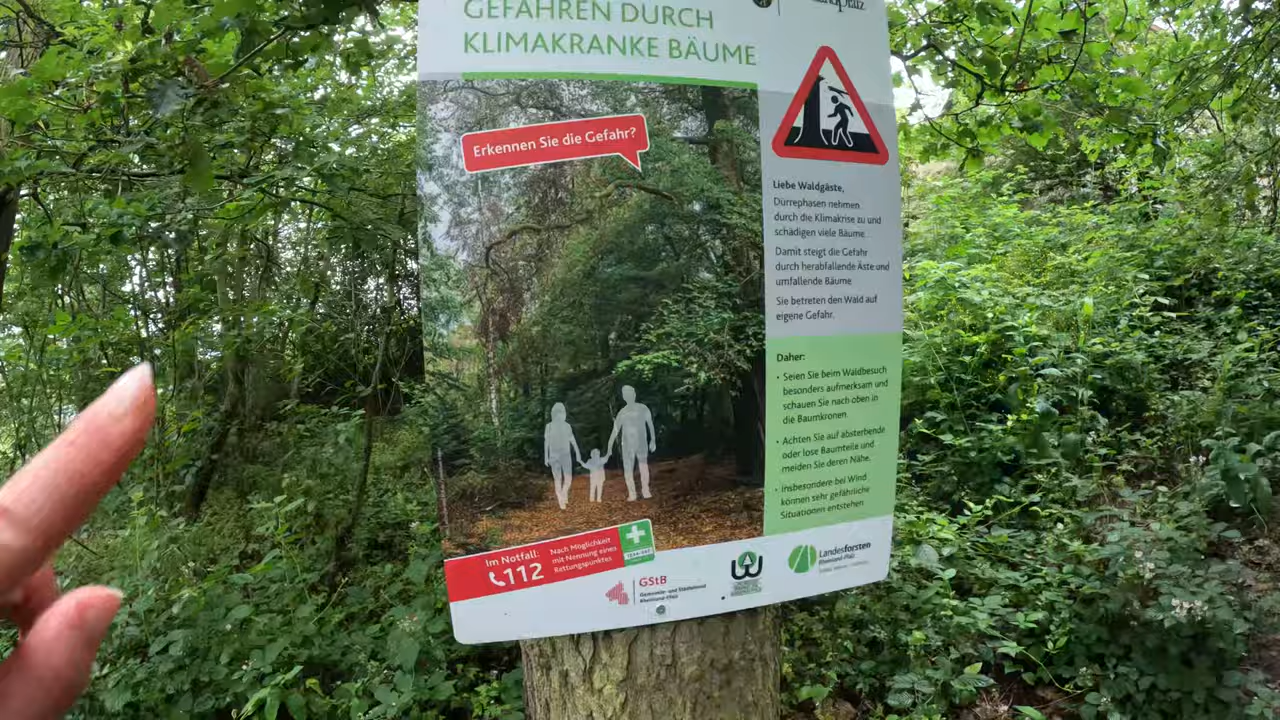 GEFAHREN DURCH
KLIMAKRANKE BÄUME
Erkennen Sie die Gefahr?
Liebe Waldgäste,
Dürrephasen nehmen
durch die Klimakrise zu und
schädigen viele Bäume.
Damit steigt die Gefahr
durch herabfallende Äste und
umfallende Bäume
Sie betreten den Wald auf
eigene Gefahr.
Daher:
• Seien Sie beim Waldbesuch
besonders aufmerksam und
schauen Sie nach oben in
die Baumkronen.
• Achten Sie auf absterbende
oder lose Baumteile und
meiden Sie deren Nähe.
• Insbesondere bei Wind
können sehr gefährliche
Situationen entstehen
Im Notfall:
112
Nach Möglichkeit
mit Nennung eines
Rettungspunktes
GStB
Gemeinde- und Städtebund
Rheinland-Pfalz
Landesforsten
Rheinland-Pfalz